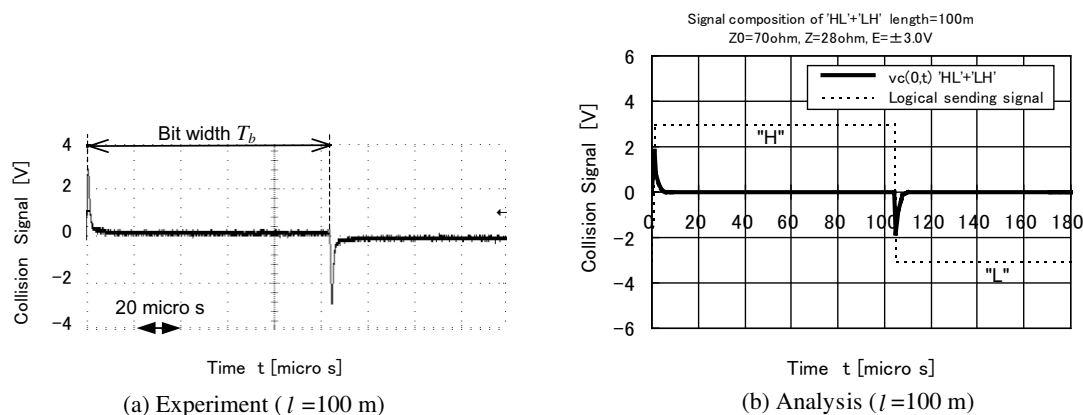 Bit width T_b
4
2
0
−2
−4
Collision Signal [V]
20 micro s
Time t [micro s]
(a) Experiment ( l =100 m)
Signal composition of 'HL'+'LH' length=100m
Z0=70ohm, Z=28ohm, E=±3.0V
6
4
2
0
-2
-4
-6
Collision Signal [V]
vc(0,t) 'HL'+'LH'
Logical sending signal
"H"
"L"
0 20 40 60 80 100 120 140 160 180
Time t [micro s]
(b) Analysis ( l =100 m)